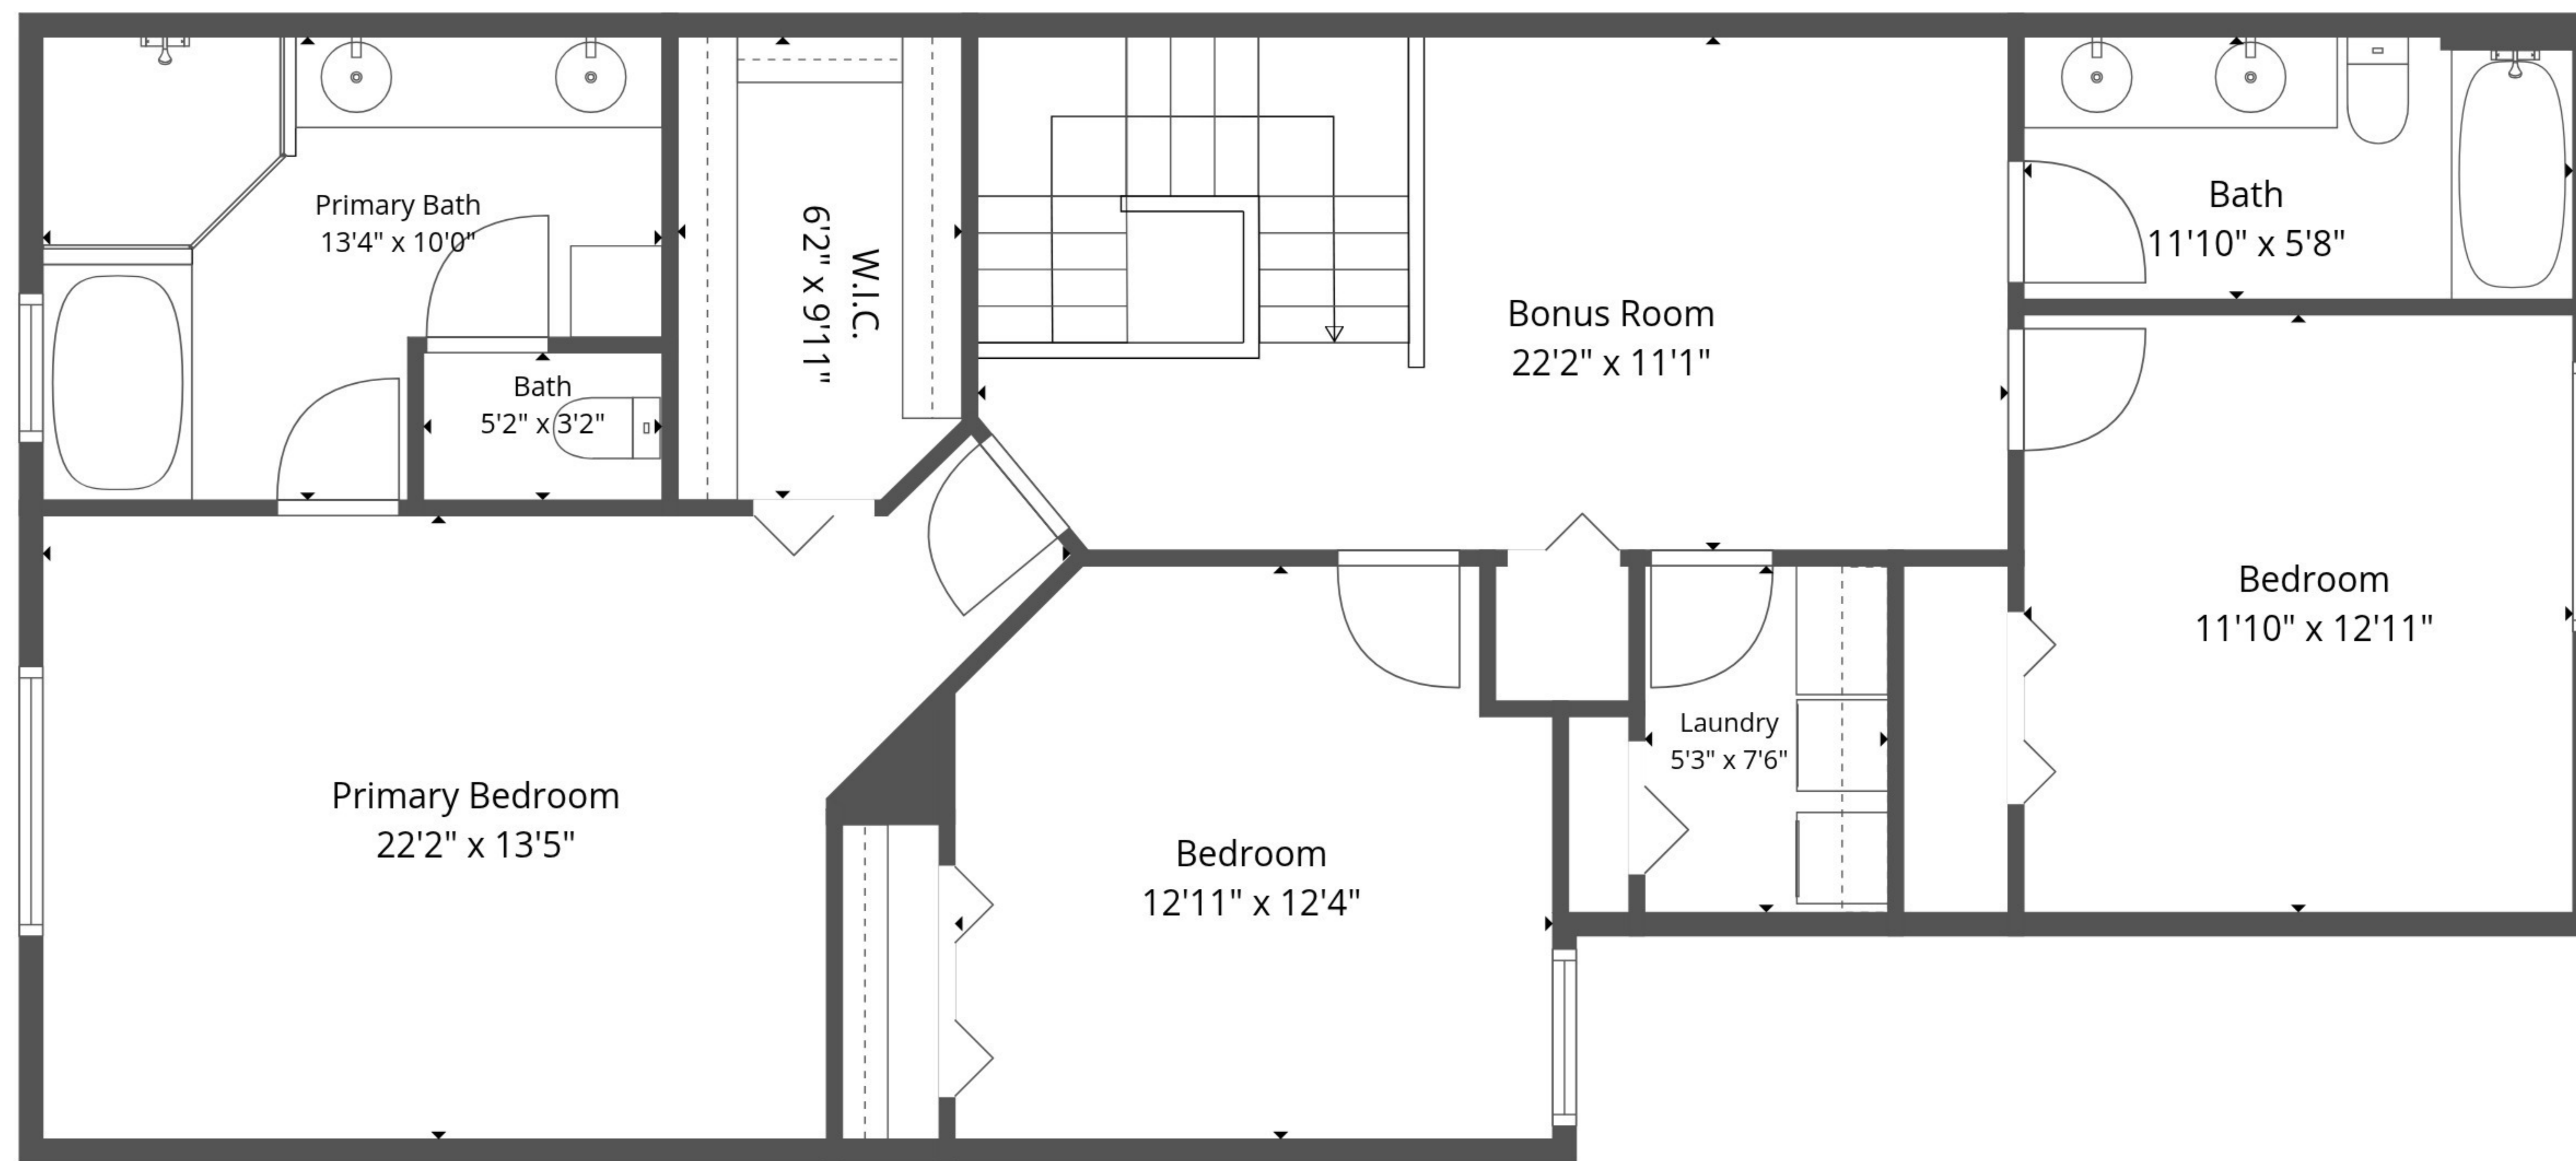 Primary Bath
13'4" x 10'0"
Bath
5'2" x 3'2"
W.I.C.
6'2" x 9'11"
Bonus Room
22'2" x 11'1"
Bath
11'10" x 5'8"
Bedroom
11'10" x 12'11"
Laundry
5'3" x 7'6"
Primary Bedroom
22'2" x 13'5"
Bedroom
12'11" x 12'4"